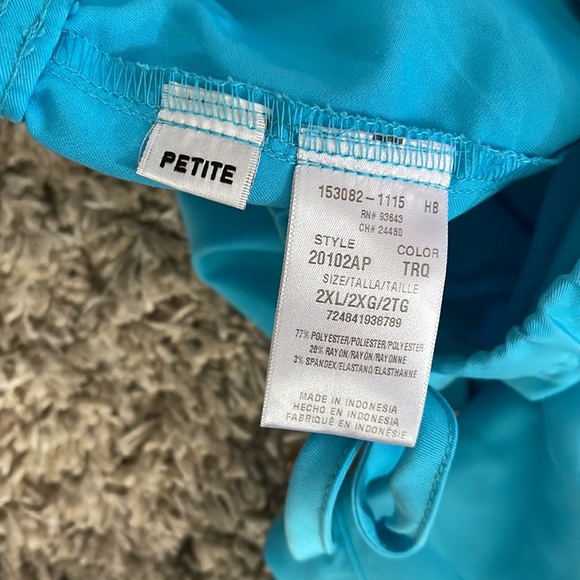 PETITE
153082-1115 HB
RN# 93643
CH# 24480
STYLE COLOR
20102AP TRQ
SIZE/TALLA/TAILLE
2XL/2XG/2TG
724841938789
77% POLYESTER/POLIESTER/POLYESTER
20% RAYON/RAYÓN/RAYONNE
3% SPANDEX/ELASTANO/ELASTHANNE
MADE IN INDONESIA
HECHO EN INDONESIA
FABRIQUÉ EN INDONÉSIE